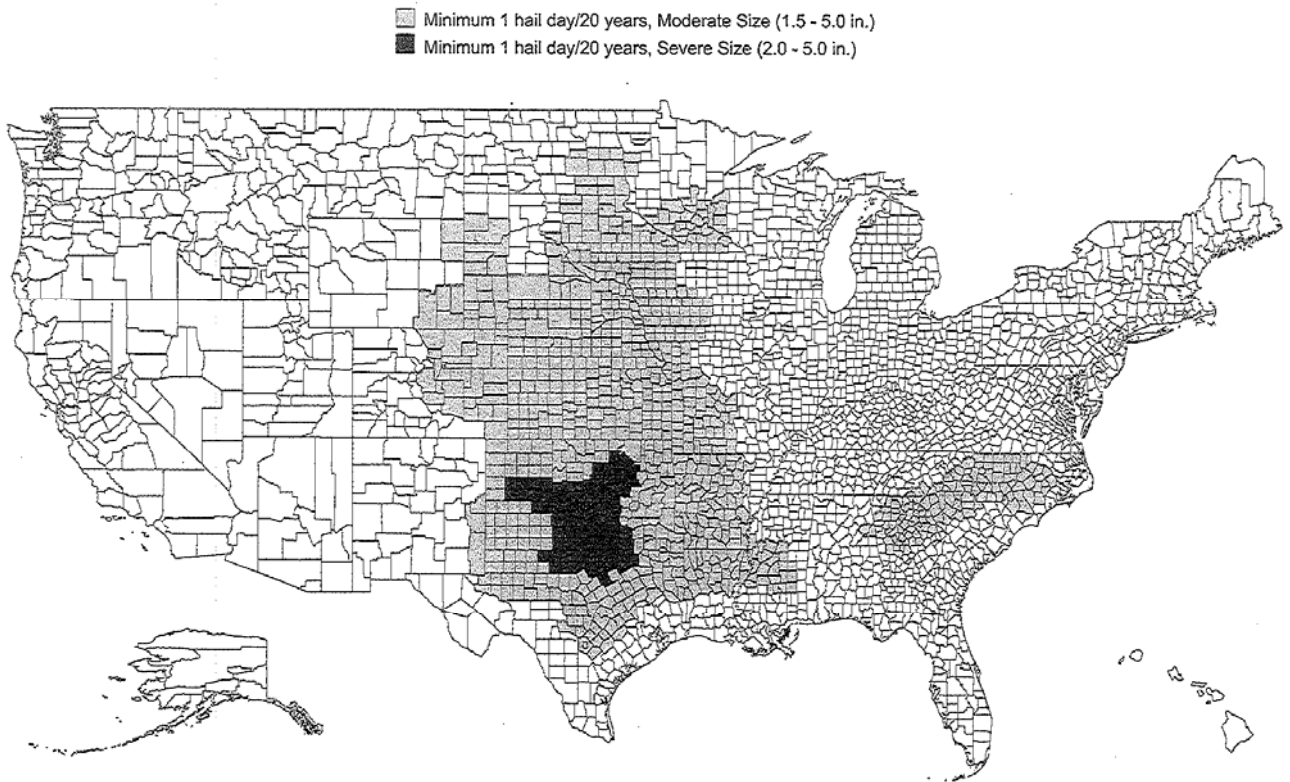 Minimum 1 hail day/20 years, Moderate Size (1.5 - 5.0 in.)
Minimum 1 hail day/20 years, Severe Size (2.0 - 5.0 in.)